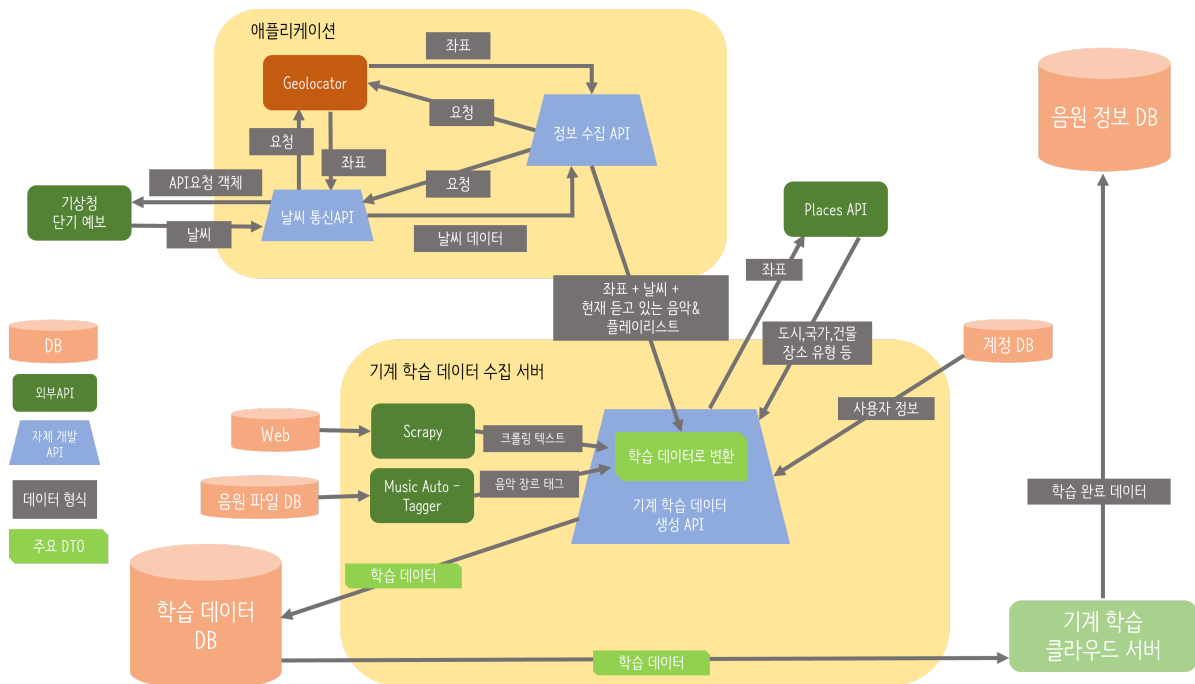 애플리케이션
좌표
Geolocator
요청
정보 수집 API
요청
좌표
요청
API요청 객체
기상청
단기 예보
날씨 통신API
날씨
날씨 데이터
음원 정보 DB
Places API
좌표
좌표 + 날씨 +
현재 듣고 있는 음악&
플레이리스트
도시,국가,건물
장소 유형 등
계정 DB
사용자 정보
DB
외부API
자체 개발
API
데이터 형식
주요 DTO
기계 학습 데이터 수집 서버
Web
Scrapy
크롤링 텍스트
학습 데이터로 변환
음원 파일 DB
Music Auto –
Tagger
음악 장르 태그
기계 학습 데이터
생성 API
학습 완료 데이터
학습 데이터
학습 데이터
DB
학습 데이터
기계 학습
클라우드 서버